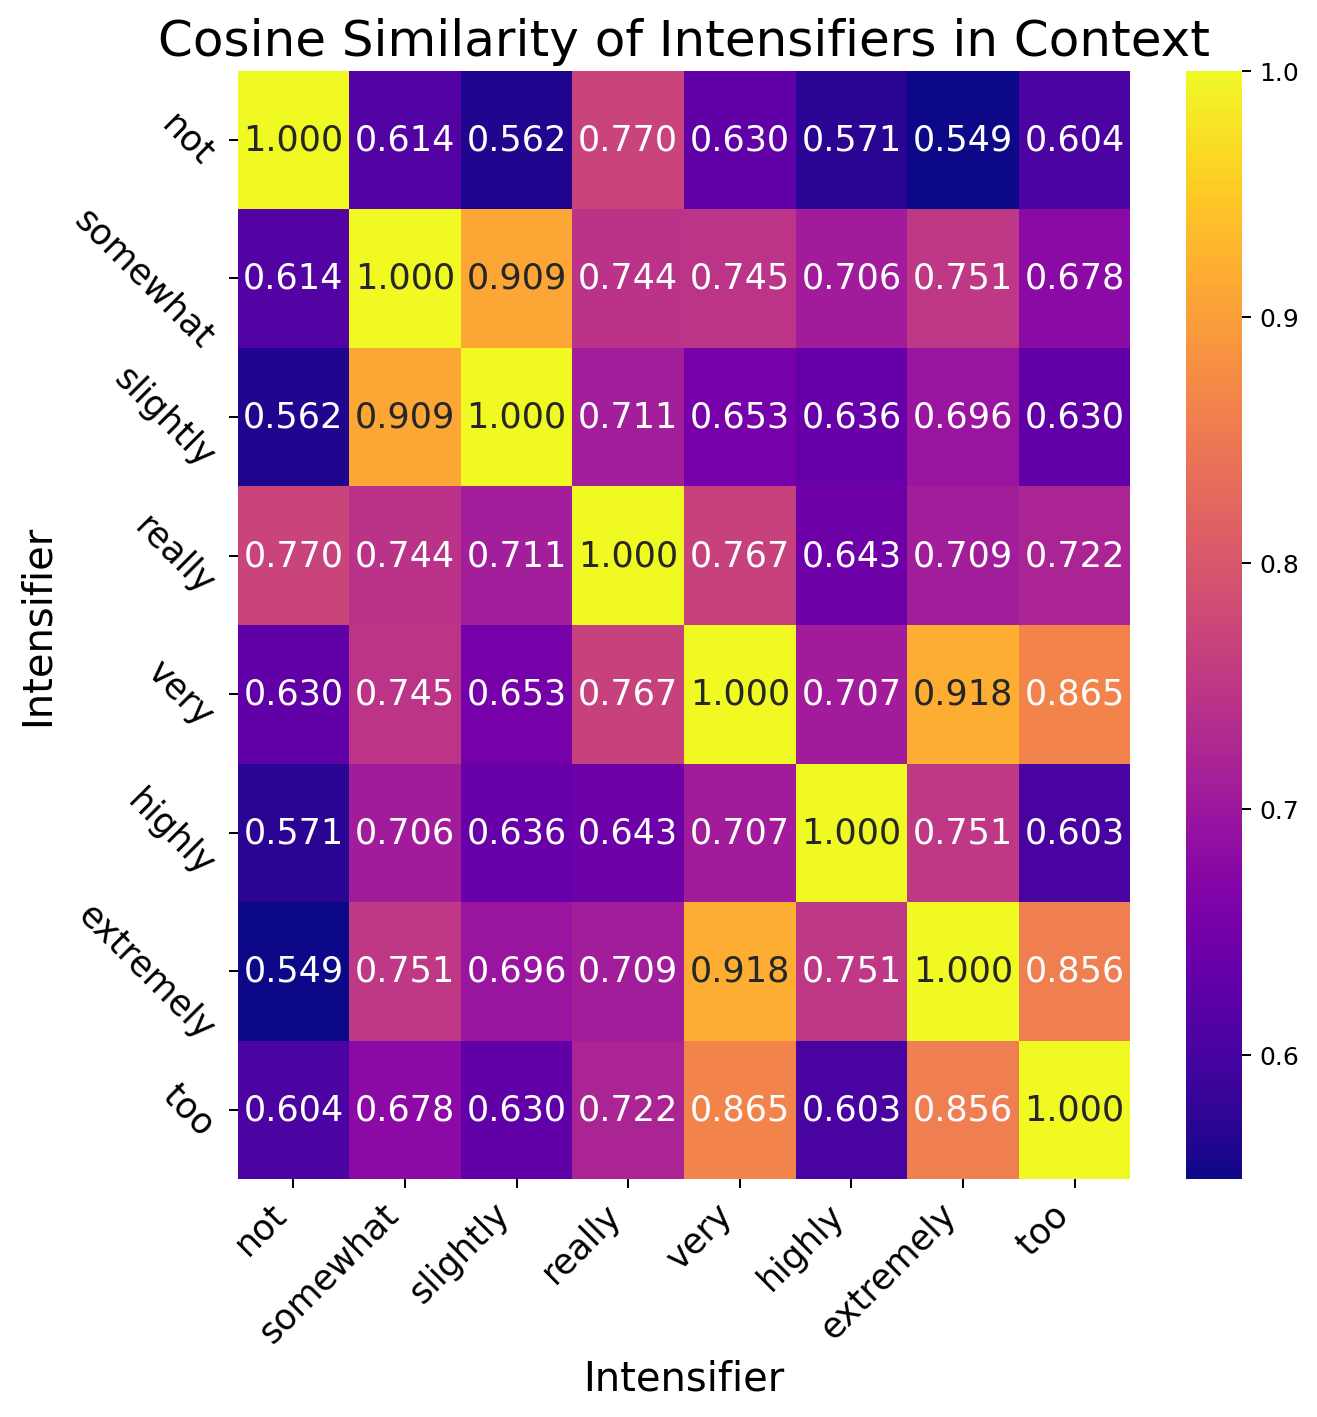 Cosine Similarity of Intensifiers in Context
not 1.000 0.614 0.562 0.770 0.630 0.571 0.549 0.604
somewhat 0.614 1.000 0.909 0.744 0.745 0.706 0.751 0.678
slightly 0.562 0.909 1.000 0.711 0.653 0.636 0.696 0.630
really 0.770 0.744 0.711 1.000 0.767 0.643 0.709 0.722
very 0.630 0.745 0.653 0.767 1.000 0.707 0.918 0.865
highly 0.571 0.706 0.636 0.643 0.707 1.000 0.751 0.603
extremely 0.549 0.751 0.696 0.709 0.918 0.751 1.000 0.856
too 0.604 0.678 0.630 0.722 0.865 0.603 0.856 1.000
not somewhat slightly really very highly extremely too
Intensifier
Intensifier
1.0
0.9
0.8
0.7
0.6